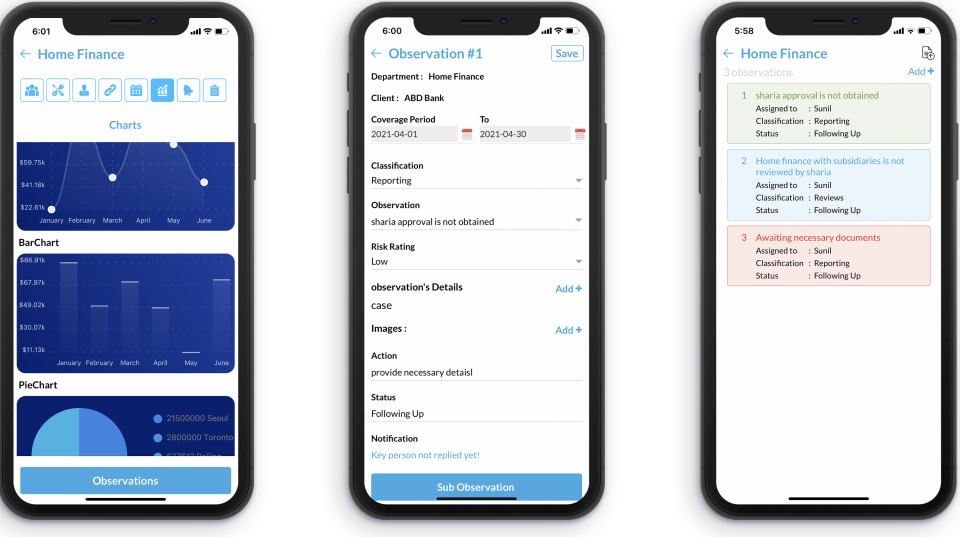 6:01
Home Finance
Charts
$59.75k
$41.18k
$22.61k
January February March April May June
BarChart
$86.91k
$67.97k
$49.02k
$30.07k
$11.13k
January February March April May June
PieChart
21500000 Seoul
2800000 Toronto
Observations
6:00
Observation #1
Save
Department : Home Finance
Client : ABD Bank
Coverage Period To
2021-04-01 2021-04-30
Classification
Reporting
Observation
sharia approval is not obtained
Risk Rating
Low
observation's Details Add +
case
Images : Add +
Action
provide necessary detaisl
Status
Following Up
Notification
Key person not replied yet!
Sub Observation
5:58
Home Finance
3 observations Add +
1 sharia approval is not obtained
Assigned to : Sunil
Classification : Reporting
Status : Following Up
2 Home finance with subsidiaries is not
reviewed by sharia
Assigned to : Sunil
Classification : Reviews
Status : Following Up
3 Awaiting necessary documents
Assigned to : Sunil
Classification : Reporting
Status : Following Up